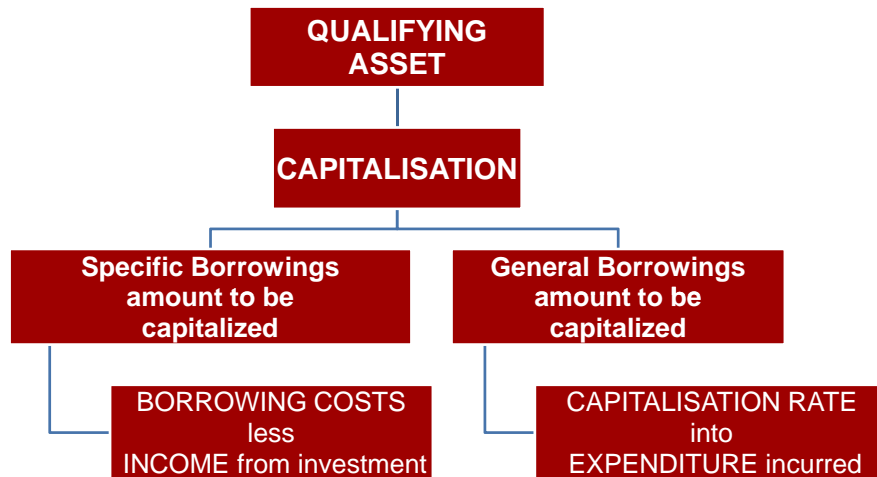 QUALIFYING
ASSET
CAPITALISATION
Specific Borrowings
amount to be
capitalized
General Borrowings
amount to be
capitalized
BORROWING COSTS
less
INCOME from investment
CAPITALISATION RATE
into
EXPENDITURE incurred